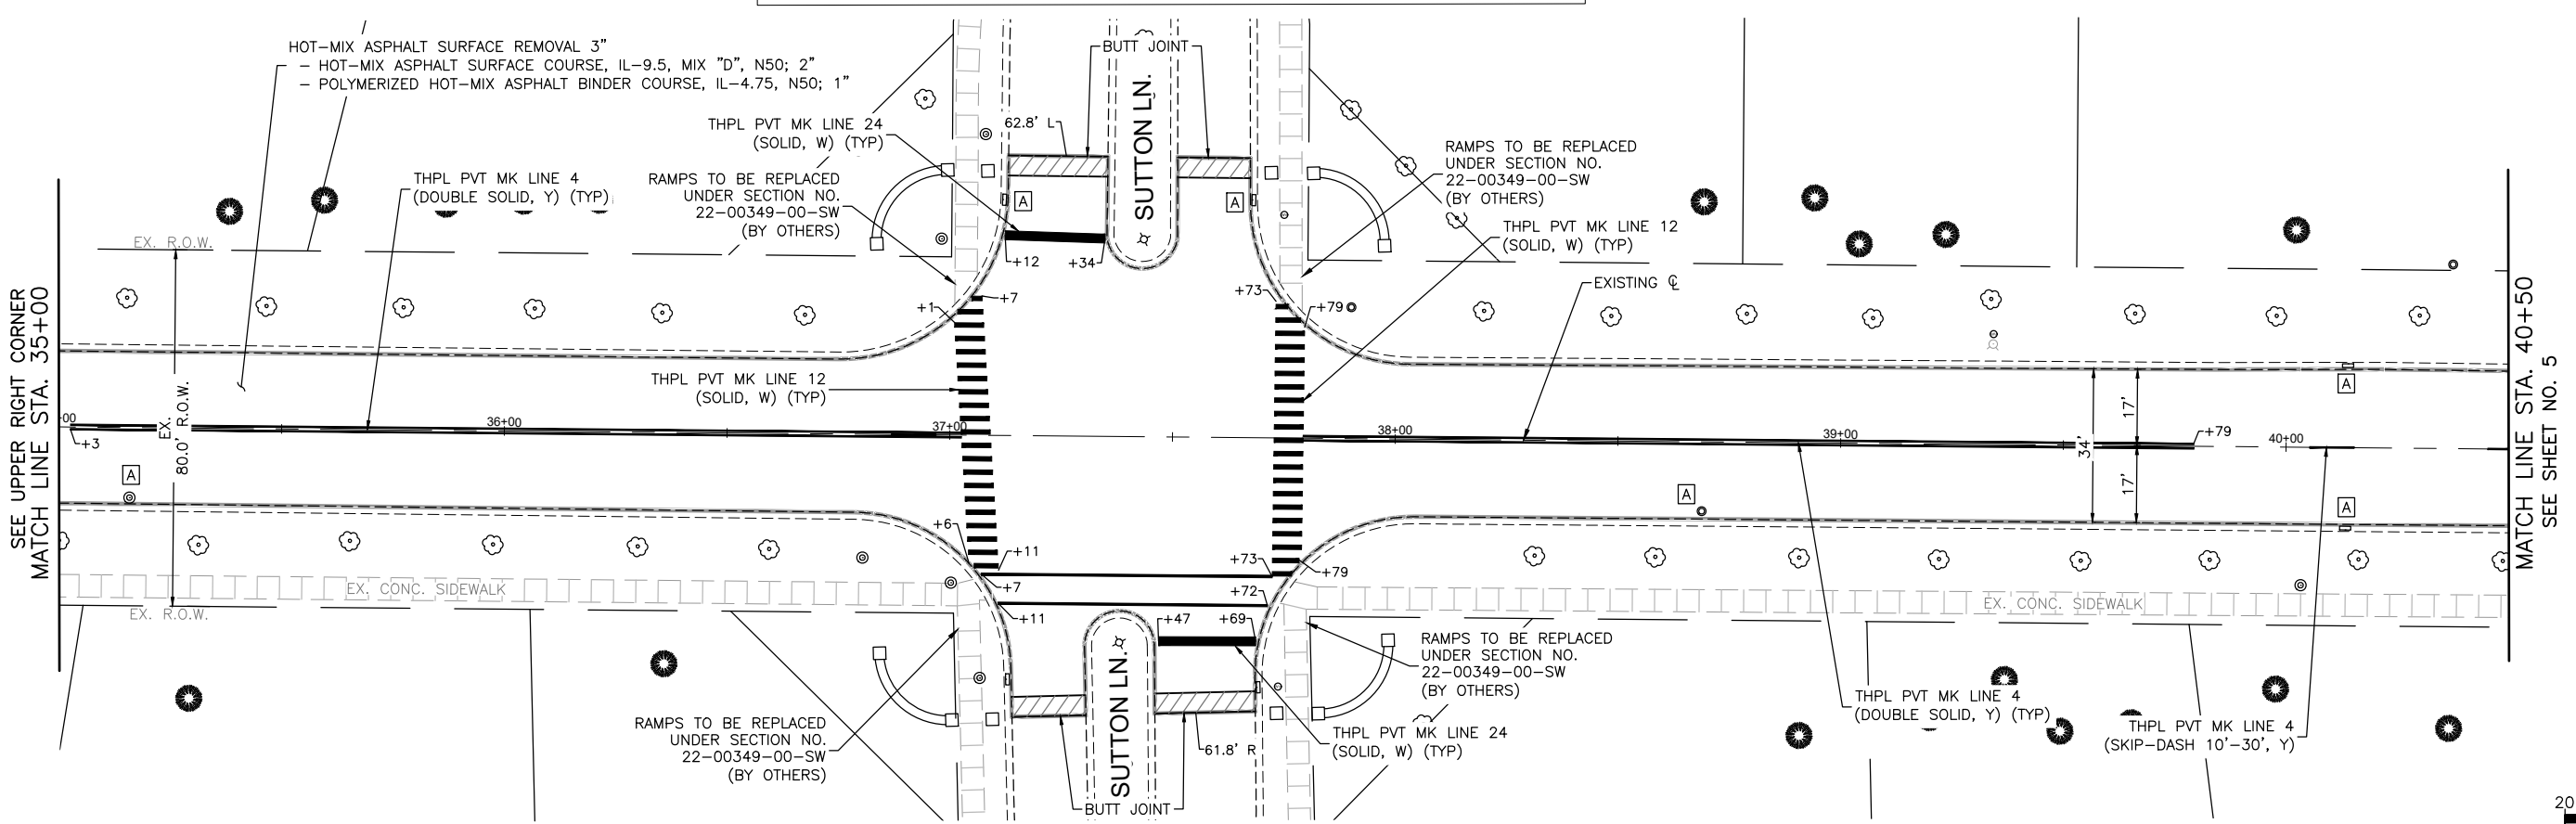 HOT-MIX ASPHALT SURFACE REMOVAL 3"
- HOT-MIX ASPHALT SURFACE COURSE, IL-9.5, MIX "D", N50; 2"
- POLYMERIZED HOT-MIX ASPHALT BINDER COURSE, IL-4.75, N50; 1"
THPL PVT MK LINE 4
(DOUBLE SOLID, Y) (TYP)
THPL PVT MK LINE 24
(SOLID, W) (TYP)
RAMPS TO BE REPLACED
UNDER SECTION NO.
22-00349-00-SW
(BY OTHERS)
BUTT JOINT
62.8' L
SUTTON LN.
A
A
RAMPS TO BE REPLACED
UNDER SECTION NO.
22-00349-00-SW
(BY OTHERS)
THPL PVT MK LINE 12
(SOLID, W) (TYP)
EXISTING ℄
EX. R.O.W.
+12
+34
+1
+7
+73
+79
SEE UPPER RIGHT CORNER
MATCH LINE STA. 35+00
EX.
80.0' R.O.W.
THPL PVT MK LINE 12
(SOLID, W) (TYP)
00
+3
36+00
37+00
38+00
39+00
+79
40+00
34'
17'
17'
A
A
A
A
MATCH LINE STA. 40+50
SEE SHEET NO. 5
+6
+11
+7
+11
+73
+79
+72
+47
+69
EX. CONC. SIDEWALK
EX. R.O.W.
EX. CONC. SIDEWALK
RAMPS TO BE REPLACED
UNDER SECTION NO.
22-00349-00-SW
(BY OTHERS)
SUTTON LN.
BUTT JOINT
61.8' R
RAMPS TO BE REPLACED
UNDER SECTION NO.
22-00349-00-SW
(BY OTHERS)
THPL PVT MK LINE 24
(SOLID, W) (TYP)
THPL PVT MK LINE 4
(DOUBLE SOLID, Y) (TYP)
THPL PVT MK LINE 4
(SKIP-DASH 10'-30', Y)
20